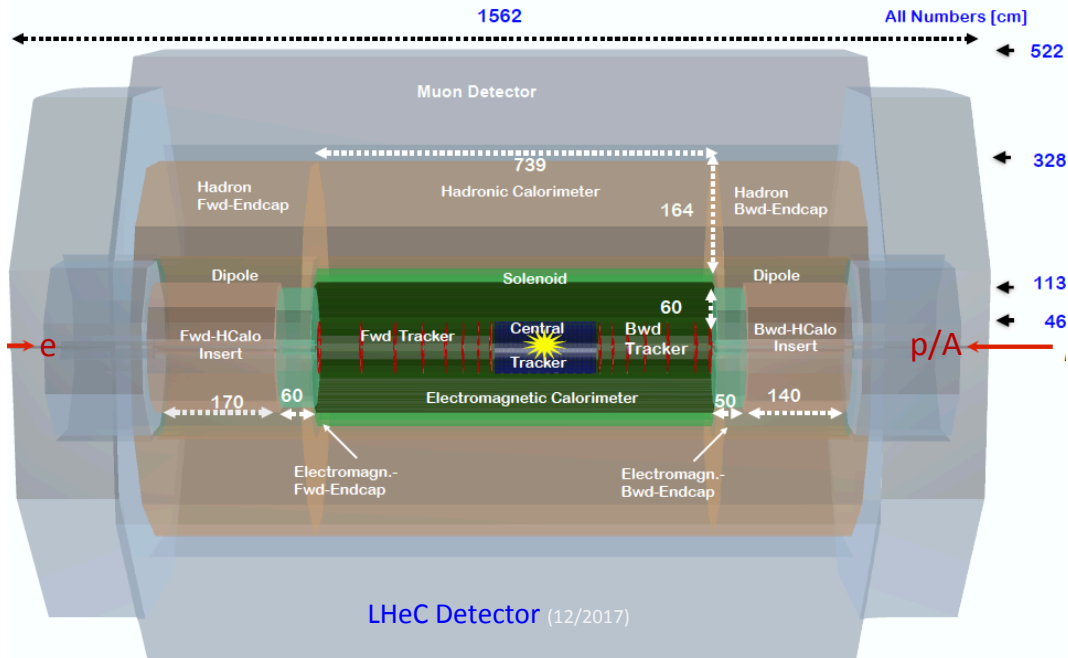 1562
All Numbers [cm]
522
Muon Detector
739
328
Hadron
Fwd-Endcap
Hadronic Calorimeter
Hadron
Bwd-Endcap
164
Dipole
Solenoid
Dipole
113
60
46
Fwd-HCalo
Insert
Fwd Tracker
Central
Tracker
Bwd
Tracker
Bwd-HCalo
Insert
e
p/A
170
60
Electromagnetic Calorimeter
50
140
Electromagn.-
Fwd-Endcap
Electromagn.-
Bwd-Endcap
LHeC Detector (12/2017)